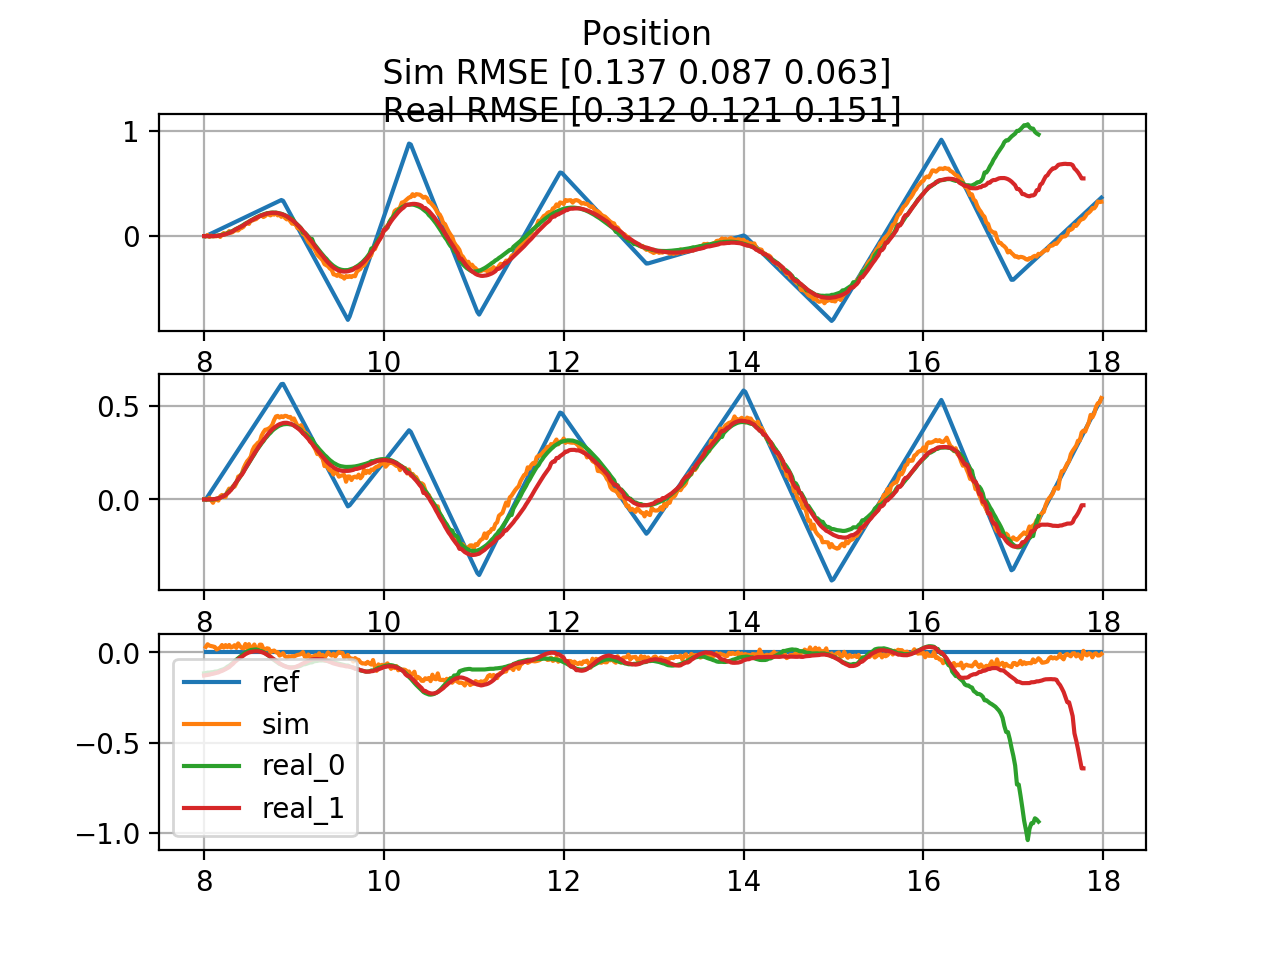 Position
Sim RMSE [0.137 0.087 0.063]
Real RMSE [0.312 0.121 0.151]
1
0
8 10 12 14 16 18
0.5
0.0
8 10 12 14 16 18
0.0
−0.5
−1.0
ref
sim
real_0
real_1
8 10 12 14 16 18